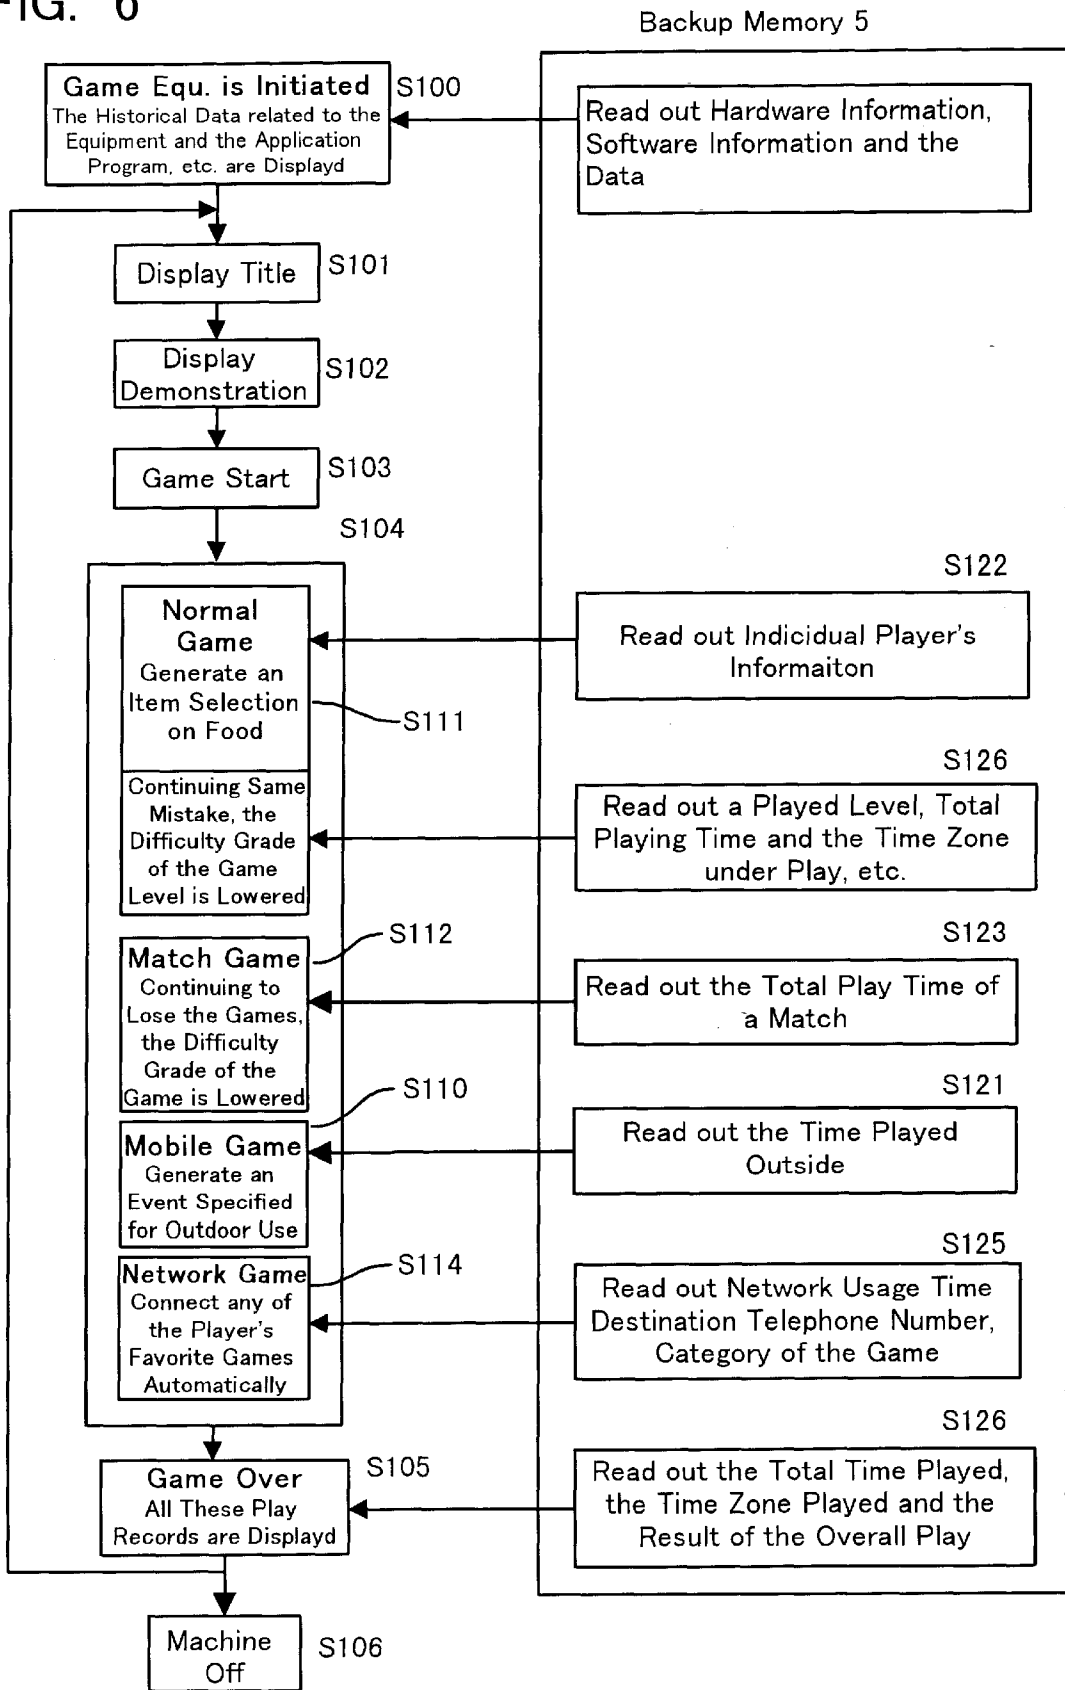 FIG. 6
Backup Memory 5
Game Equ. is Initiated
The Historical Data related to the
Equipment and the Application
Program, etc. are Displayd
S100
Read out Hardware Information,
Software Information and the
Data
Display Title
S101
Display
Demonstration
S102
Game Start
S103
S104
Normal
Game
Generate an
Item Selection
on Food
S111
S122
Read out Indicidual Player's
Informaiton
Continuing Same
Mistake, the
Difficulty Grade
of the Game
Level is Lowered
S126
Read out a Played Level, Total
Playing Time and the Time Zone
under Play, etc.
S112
Match Game
Continuing to
Lose the Games,
the Difficulty
Grade of the
Game is Lowered
S123
Read out the Total Play Time of
a Match
S110
Mobile Game
Generate an
Event Specified
for Outdoor Use
S121
Read out the Time Played
Outside
S114
Network Game
Connect any of
the Player's
Favorite Games
Automatically
S125
Read out Network Usage Time
Destination Telephone Number,
Category of the Game
S105
Game Over
All These Play
Records are Displayd
S126
Read out the Total Time Played,
the Time Zone Played and the
Result of the Overall Play
Machine
Off
S106